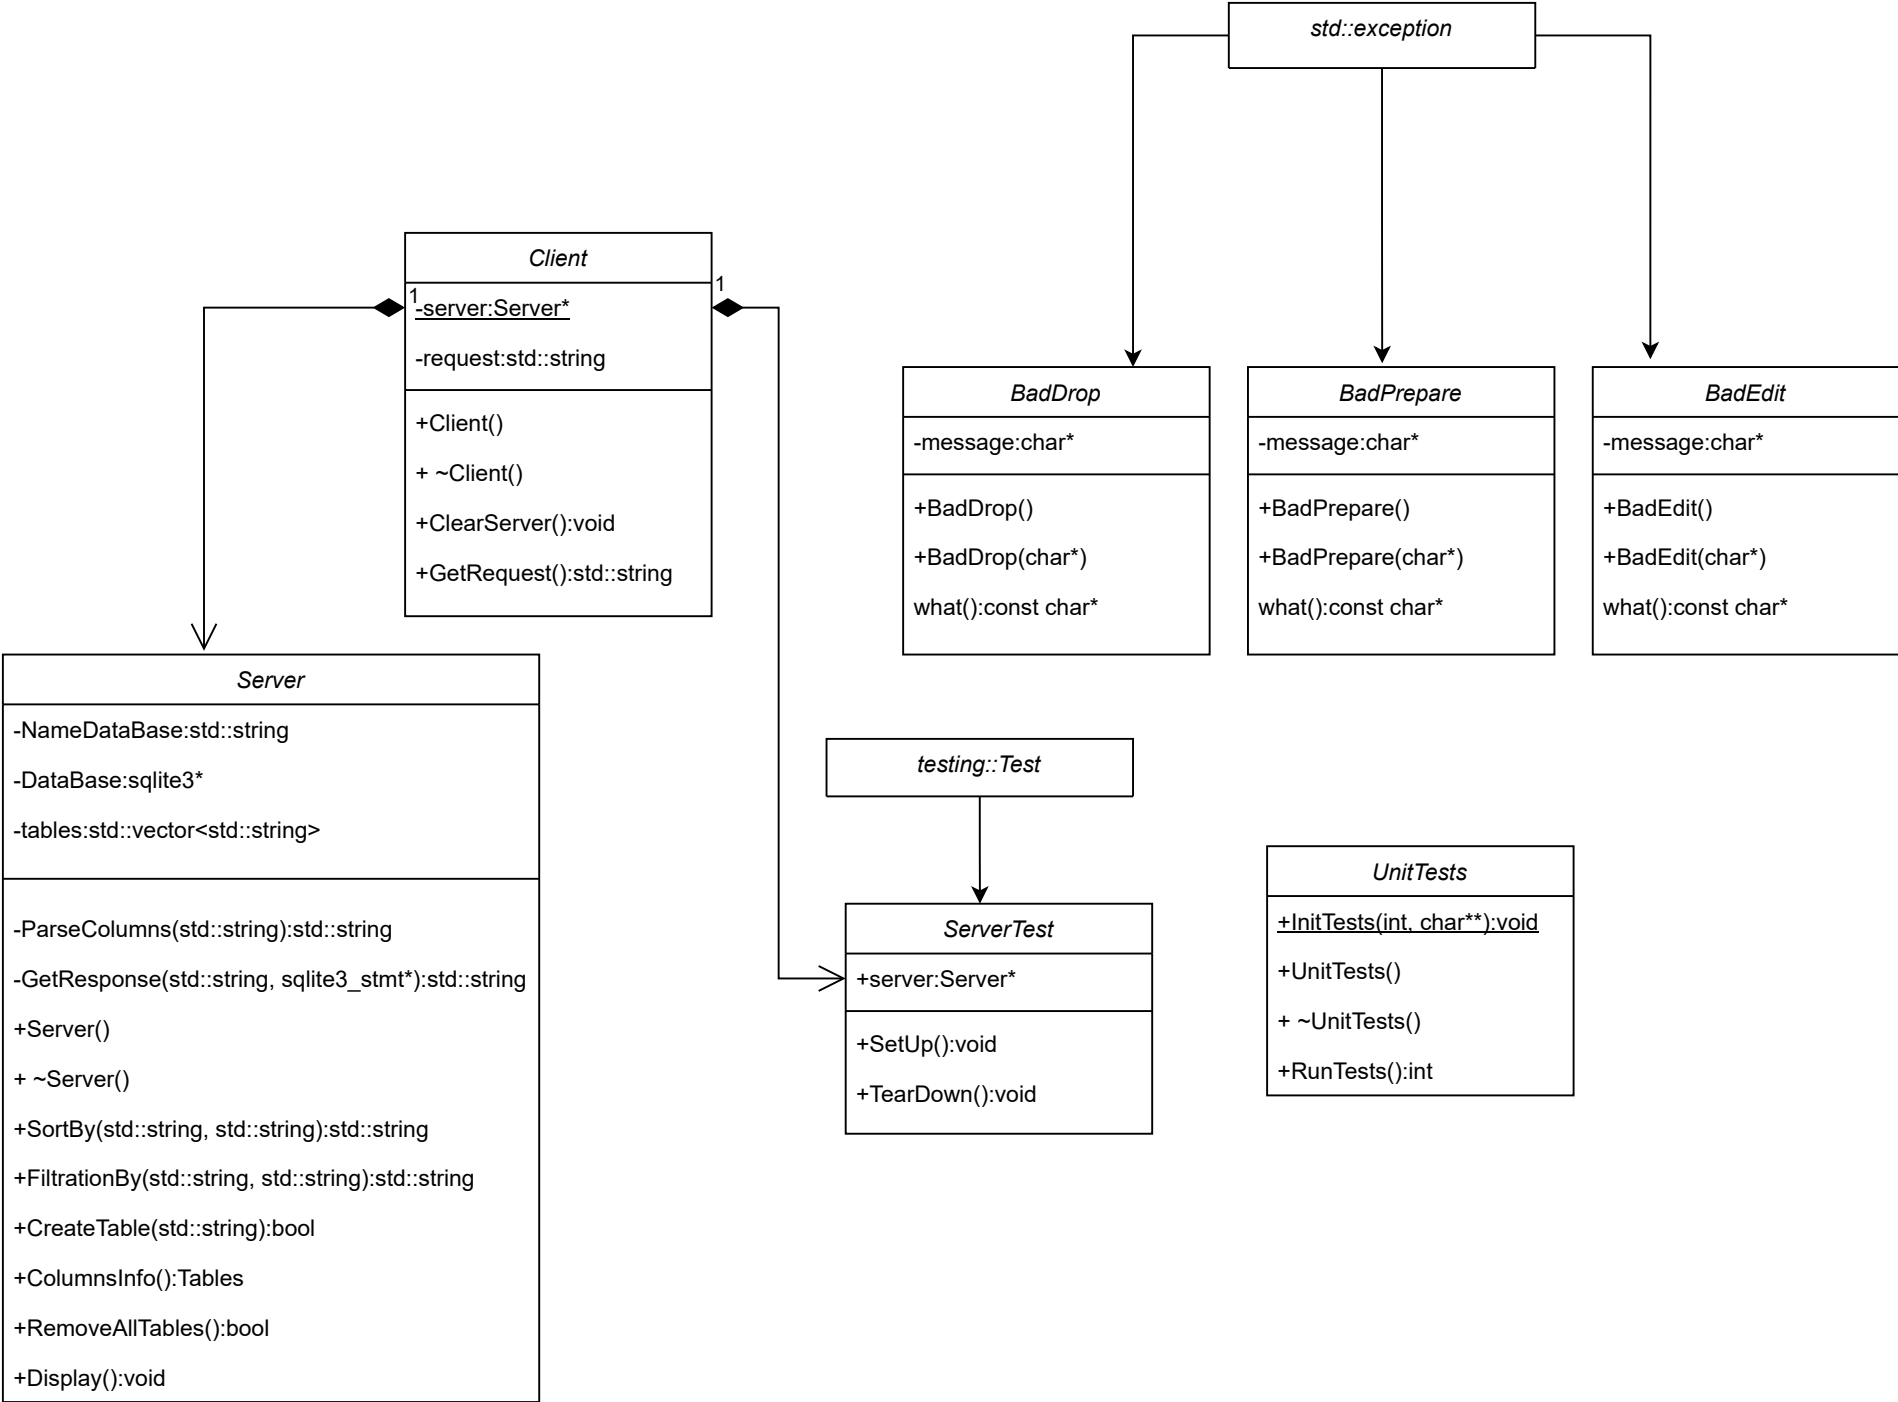 std::exception
Client
1
-server:Server*
1
-request:std::string
+Client()
+ ~Client()
+ClearServer():void
+GetRequest():std::string
BadDrop
-message:char*
+BadDrop()
+BadDrop(char*)
what():const char*
BadPrepare
-message:char*
+BadPrepare()
+BadPrepare(char*)
what():const char*
BadEdit
-message:char*
+BadEdit()
+BadEdit(char*)
what():const char*
Server
-NameDataBase:std::string
-DataBase:sqlite3*
-tables:std::vector<std::string>
-ParseColumns(std::string):std::string
-GetResponse(std::string, sqlite3_stmt*):std::string
+Server()
+ ~Server()
+SortBy(std::string, std::string):std::string
+FiltrationBy(std::string, std::string):std::string
+CreateTable(std::string):bool
+ColumnsInfo():Tables
+RemoveAllTables():bool
+Display():void
testing::Test
ServerTest
+server:Server*
+SetUp():void
+TearDown():void
UnitTests
+InitTests(int, char**):void
+UnitTests()
+ ~UnitTests()
+RunTests():int